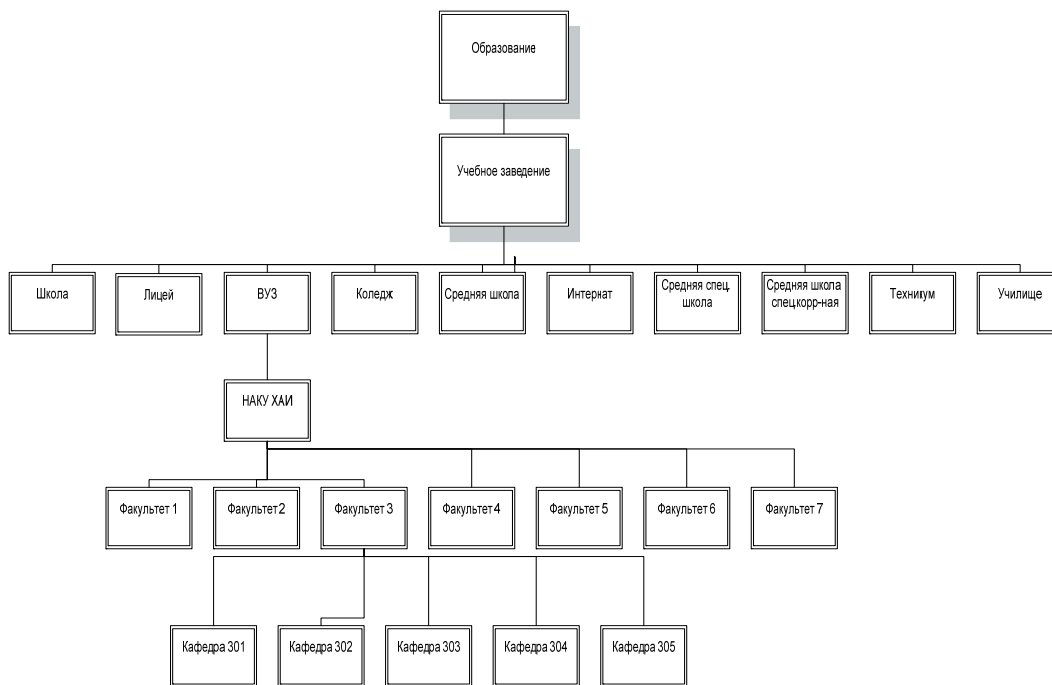 Образование
Учебное заведение
Школа
Лицей
ВУЗ
Коледж
Средняя школа
Интернат
Средняя спец.
школа
Средняя школа
спец.корр-ная
Техникум
Училище
НАКУ ХАИ
Факультет 1
Факультет 2
Факультет 3
Факультет 4
Факультет 5
Факультет 6
Факультет 7
Кафедра 301
Кафедра 302
Кафедра 303
Кафедра 304
Кафедра 305